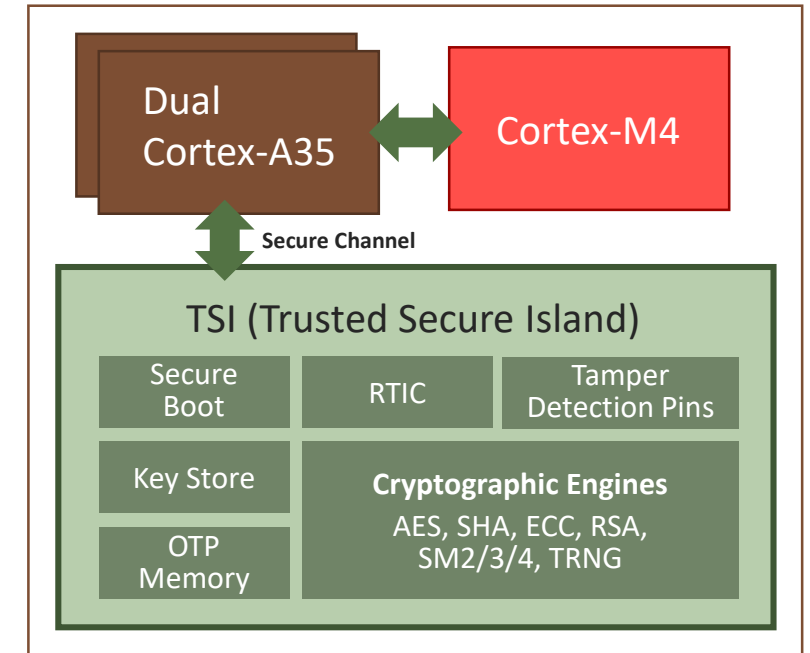 Dual
Cortex-A35
Cortex-M4
Secure Channel
TSI (Trusted Secure Island)
Secure
Boot
RTIC
Tamper
Detection Pins
Key Store
Cryptographic Engines
AES, SHA, ECC, RSA,
SM2/3/4, TRNG
OTP
Memory